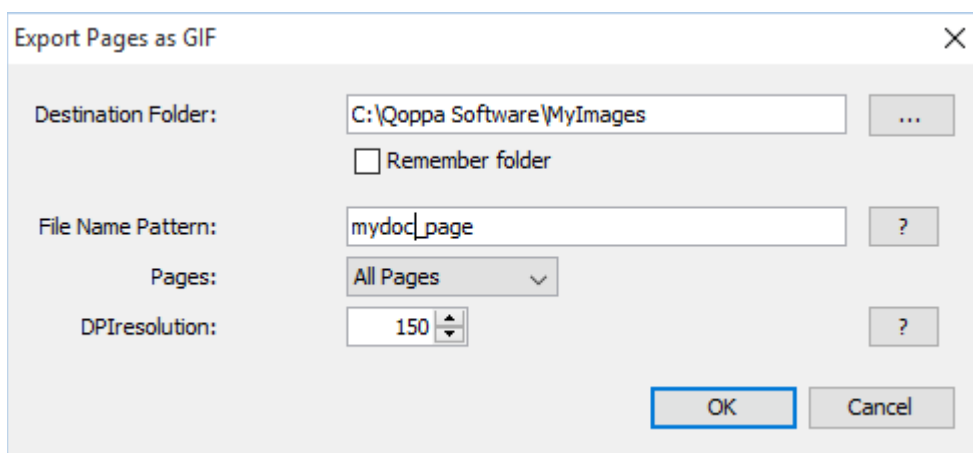 Export Pages as GIF
Destination Folder: C:\Qoppa Software\MyImages ...
Remember folder
File Name Pattern: mydoc_page ?
Pages: All Pages
DPIresolution: 150 ?
OK Cancel